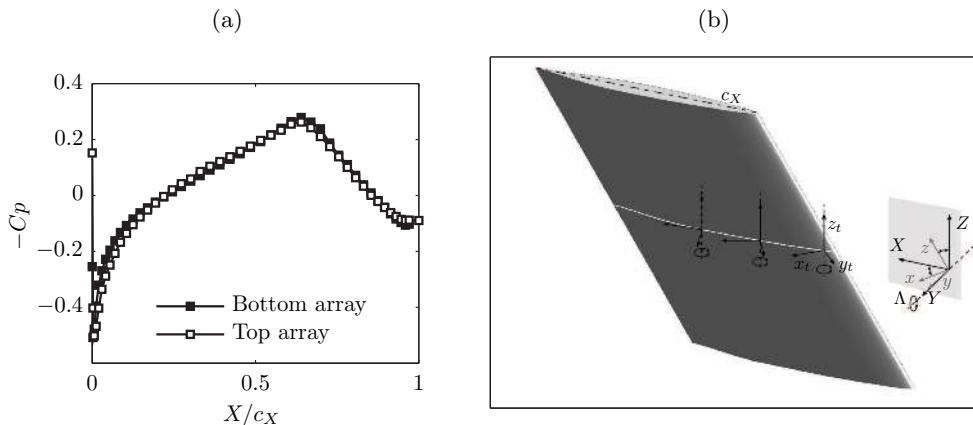 (a)
(b)
0.4
0.2
0
−0.2
−0.4
−Cp
Bottom array
Top array
0
0.5
1
X/c_X
c_X
z_t
x_t
y_t
Z
X
z
x
y
Λ
Y